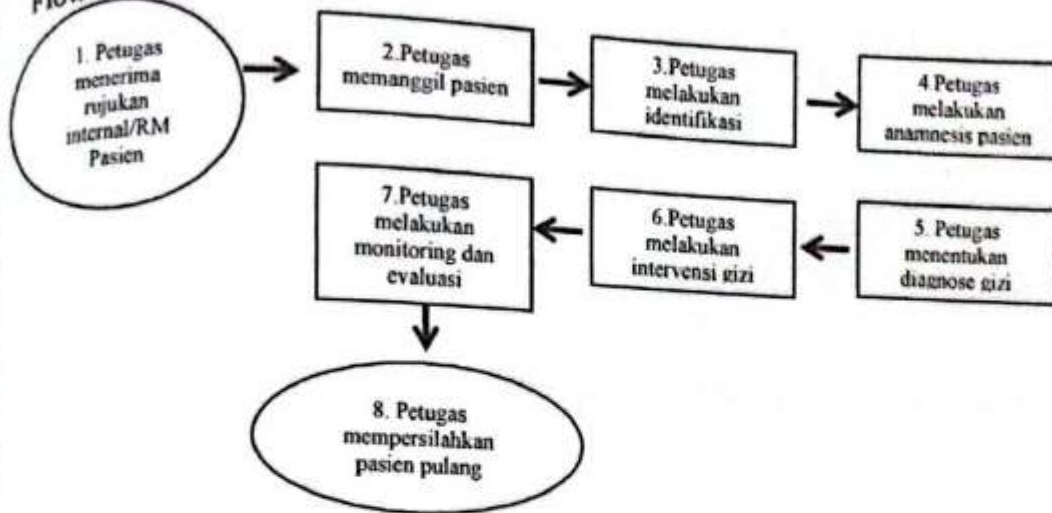 1. Petugas
menerima
rujukan
internal/RM
Pasien
2.Petugas
memanggil pasien
3.Petugas
melakukan
identifikasi
4 Petugas
melakukan
anamnesis pasien
5. Petugas
menentukan
diagnose gizi
6.Petugas
melakukan
intervensi gizi
7.Petugas
melakukan
monitoring dan
evaluasi
8. Petugas
mempersilahkan
pasien pulang